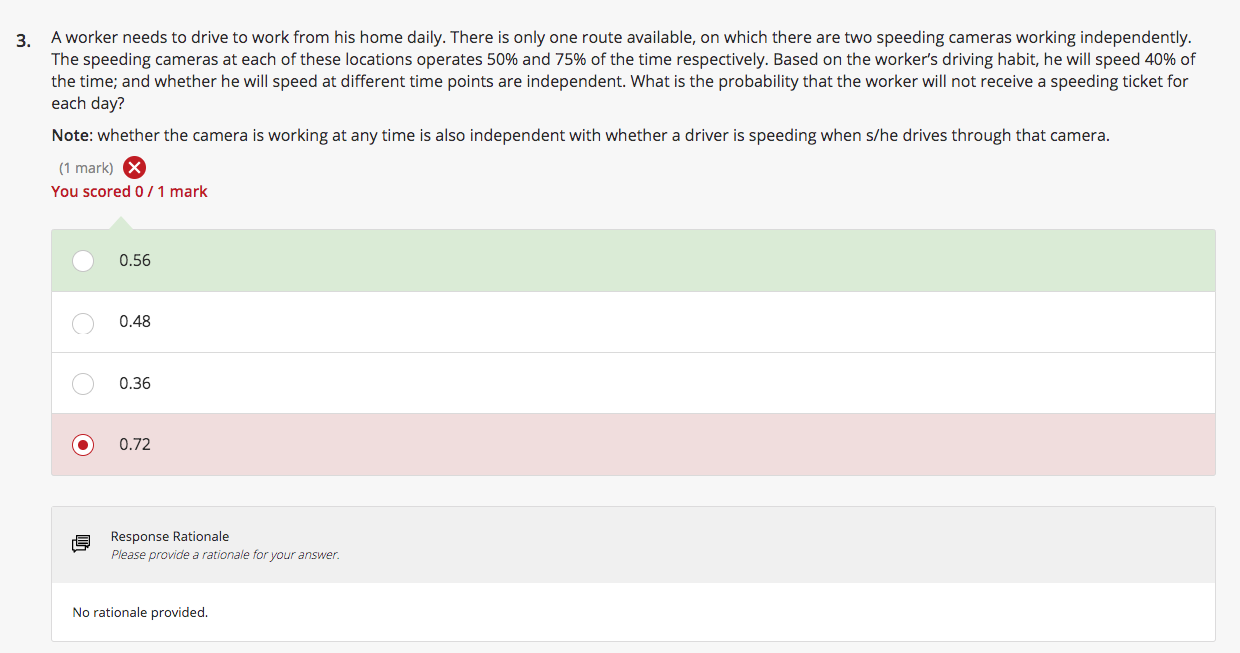 3. A worker needs to drive to work from his home daily. There is only one route available, on which there are two speeding cameras working independently.
The speeding cameras at each of these locations operates 50% and 75% of the time respectively. Based on the worker's driving habit, he will speed 40% of
the time; and whether he will speed at different time points are independent. What is the probability that the worker will not receive a speeding ticket for
each day?
Note: whether the camera is working at any time is also independent with whether a driver is speeding when s/he drives through that camera.
(1 mark)
You scored 0 / 1 mark
0.56
0.48
0.36
0.72
Response Rationale
Please provide a rationale for your answer.
No rationale provided.